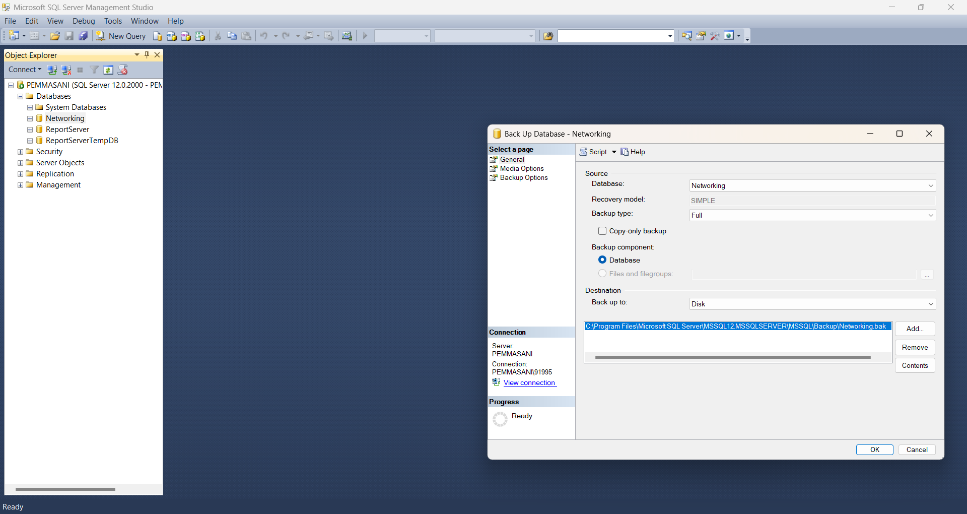 Microsoft SQL Server Management Studio
File Edit View Debug Tools Window Help
New Query
Object Explorer
Connect
PEMMASANI (SQL Server 12.0.2000 - PEM
Databases
System Databases
Networking
ReportServer
ReportServerTempDB
Security
Server Objects
Replication
Management
Back Up Database - Networking
Select a page
General
Media Options
Backup Options
Script Help
Source
Database: Networking
Recovery model: SIMPLE
Backup type: Full
Copy-only backup
Backup component:
Database
Files and filegroups:
...
Destination
Back up to: Disk
C:\Program Files\Microsoft SQL Server\MSSQL12.MSSQLSERVER\MSSQL\Backup\Networking.bak
Add...
Remove
Contents
Connection
Server:
PEMMASANI
Connection:
PEMMASANI\91995
View connection
Progress
Ready
OK Cancel
Ready